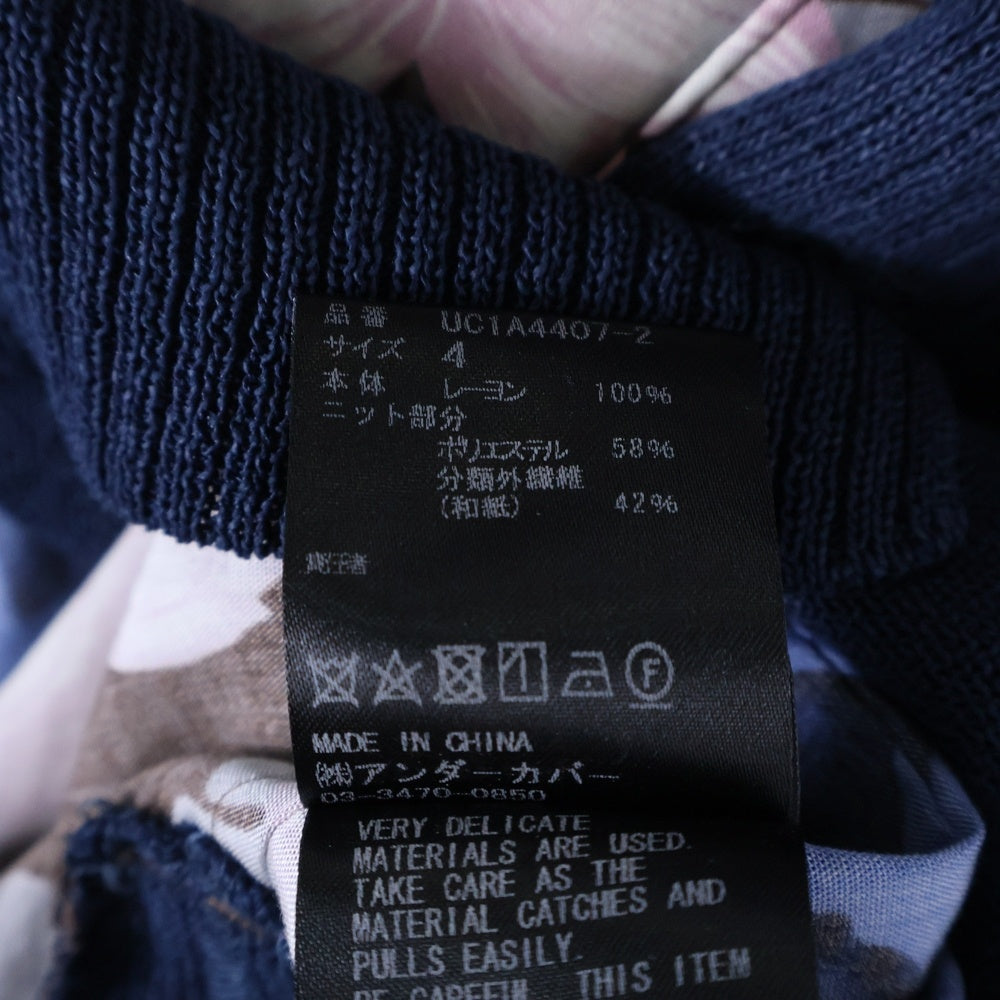 品番 UC1A4407-2
サイズ 4
本体 レーヨン 100%
ニット部分
ポリエステル 58%
分類外繊維
(和紙) 42%
MADE IN CHINA
㈱アンダーカバー
03-3470-0850
VERY DELICATE
MATERIALS ARE USED.
TAKE CARE AS THE
MATERIAL CATCHES AND
PULLS EASILY.
THIS ITEM